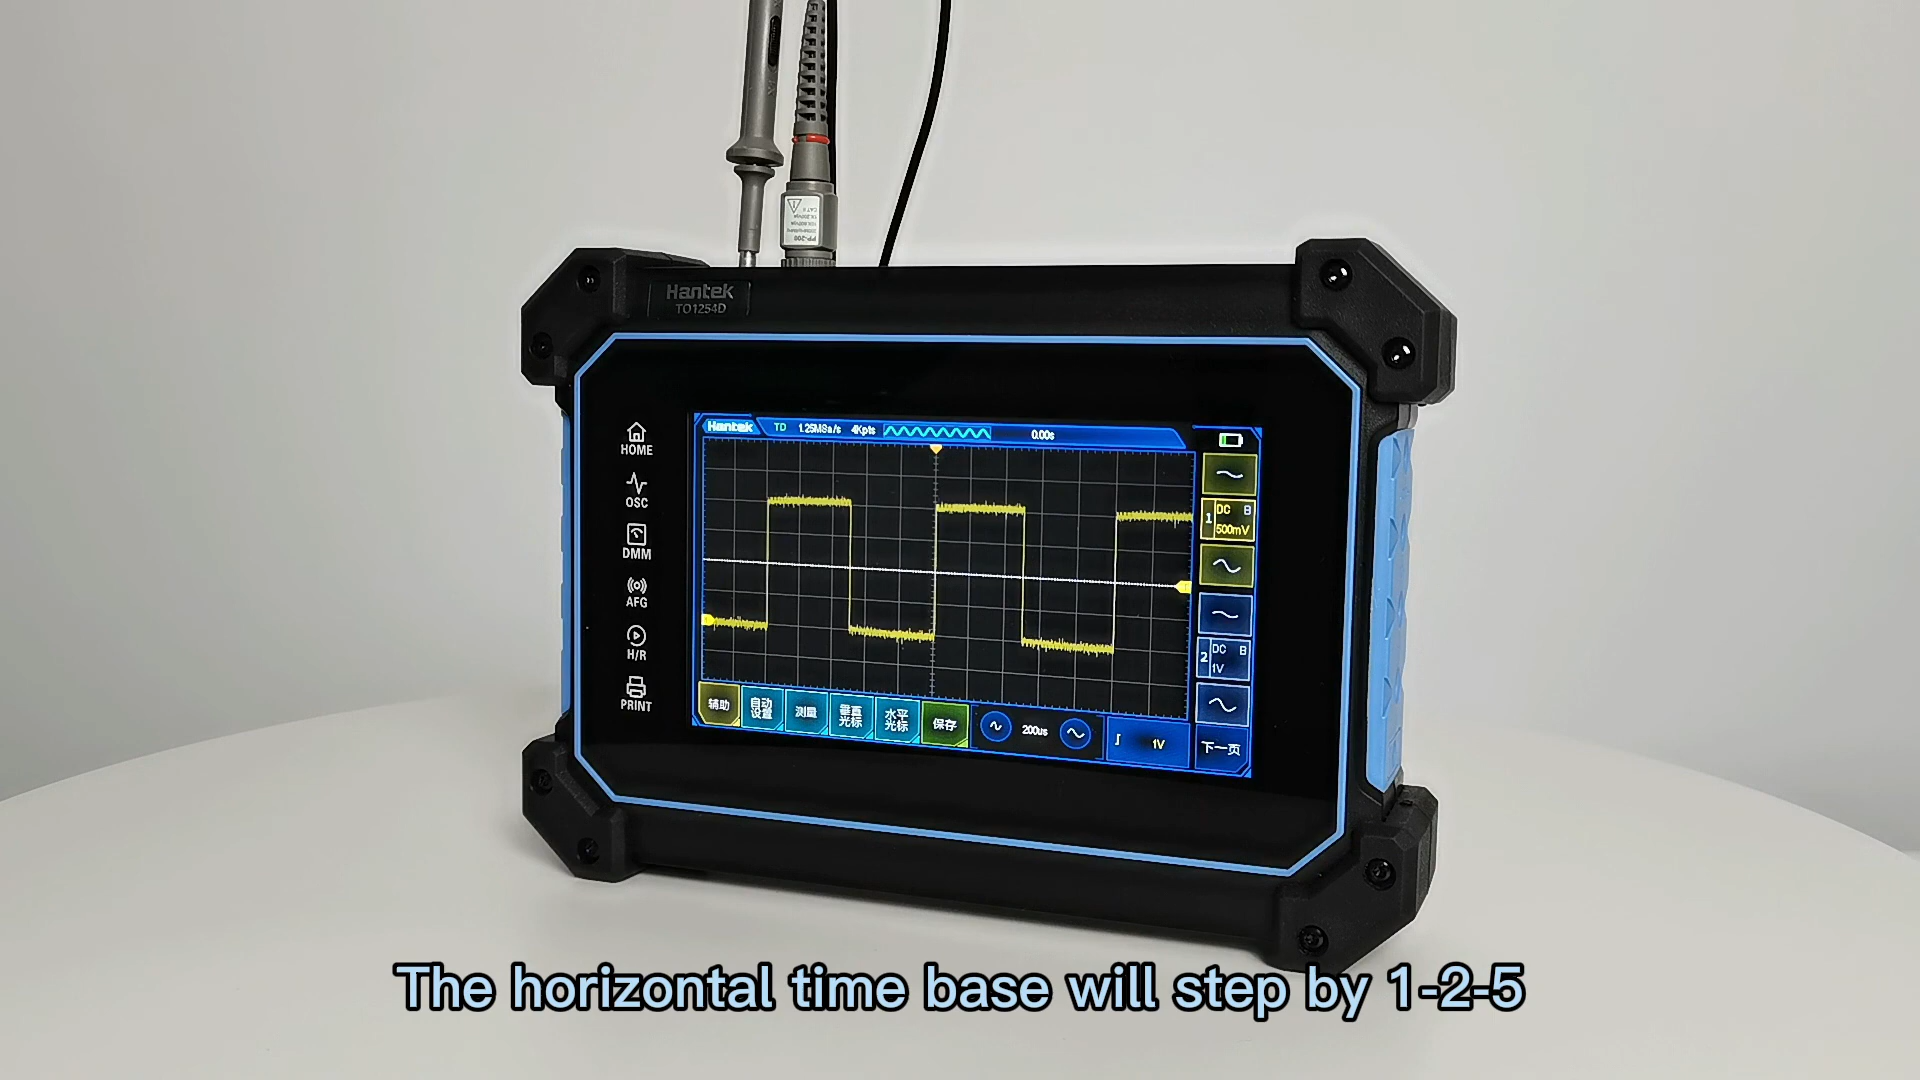 Hantek
TO1254D
HOME
OSC
DMM
AFG
H/R
PRINT
Hantek TD 1.25MSa/s 4Kpts 0.00s
1 DC B
500mV
2 DC B
1V
辅助
自动
设置
测量
垂直
光标
水平
光标
保存
200us
1V
下一页
PP-200
The horizontal time base will step by 1-2-5